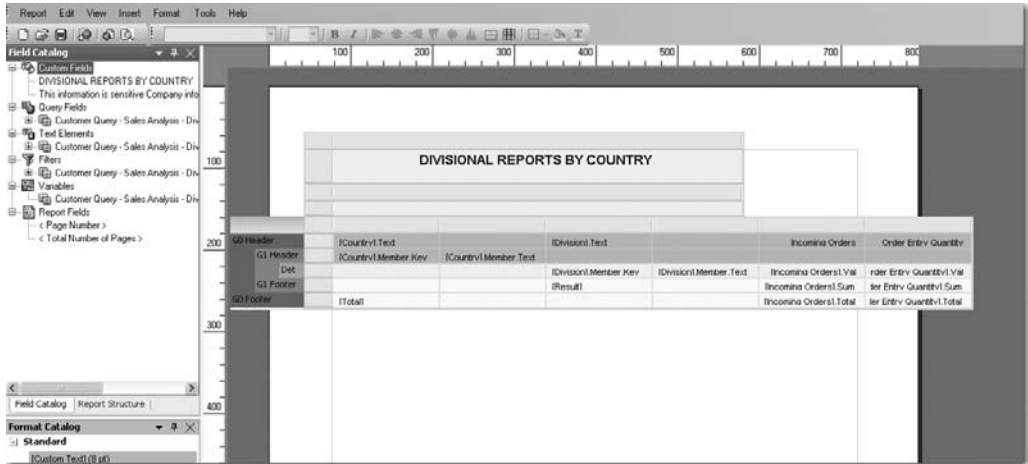 Report Edit View Insert Format Tools Help
B I T
Field Catalog
100 200 300 400 500 600 700 800
Custom Fields
DIVISIONAL REPORTS BY COUNTRY
This information is sensitive Company info
Query Fields
Customer Query - Sales Analysis - Div
Text Elements
Customer Query - Sales Analysis - Div
Filters
Customer Query - Sales Analysis - Div
Variables
Customer Query - Sales Analysis - Div
Report Fields
< Page Number >
< Total Number of Pages >
Field Catalog Report Structure
Format Catalog
Standard
[Custom Text] (8 pt)
100
200
300
400
DIVISIONAL REPORTS BY COUNTRY
G0 Header [Country].Text [Division].Text Incoming Orders Order Entry Quantity
G1 Header [Country].Member.Key [Country].Member.Text
Det [Division].Member.Key [Division].Member.Text [Incoming Orders].Val rder Entry Quantity].Val
G1 Footer [Result] [Incoming Orders].Sum ler Entry Quantity].Sum
G0 Footer [Total] [Incoming Orders].Total ler Entry Quantity].Total